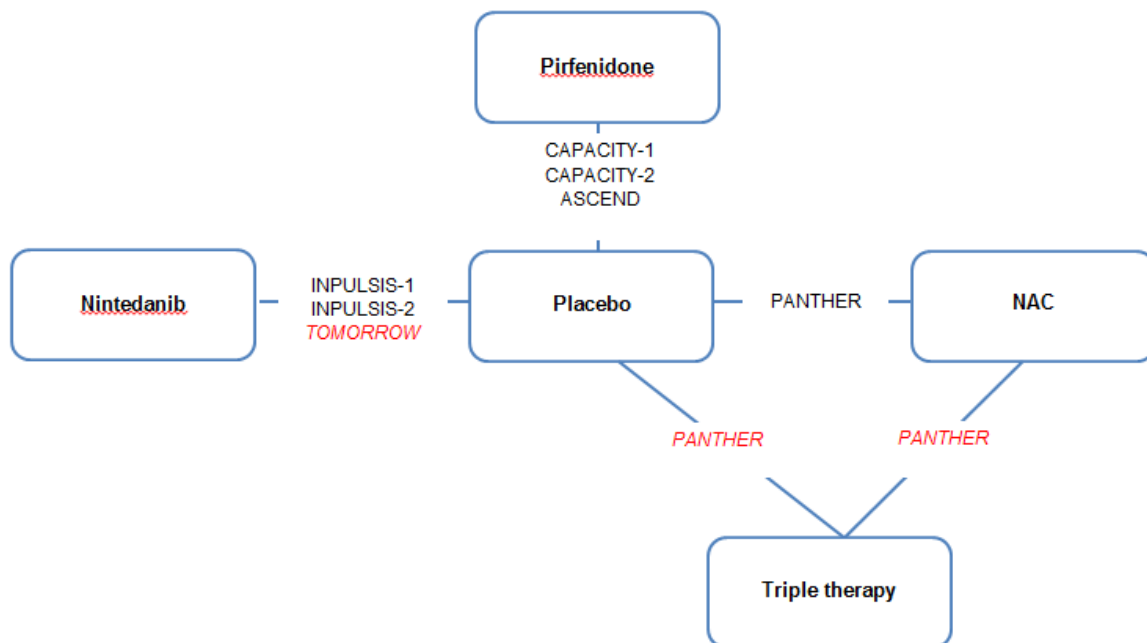 Pirfenidone
CAPACITY-1
CAPACITY-2
ASCEND
Nintedanib
INPULSIS-1
INPULSIS-2
TOMORROW
Placebo
PANTHER
NAC
PANTHER
PANTHER
Triple therapy